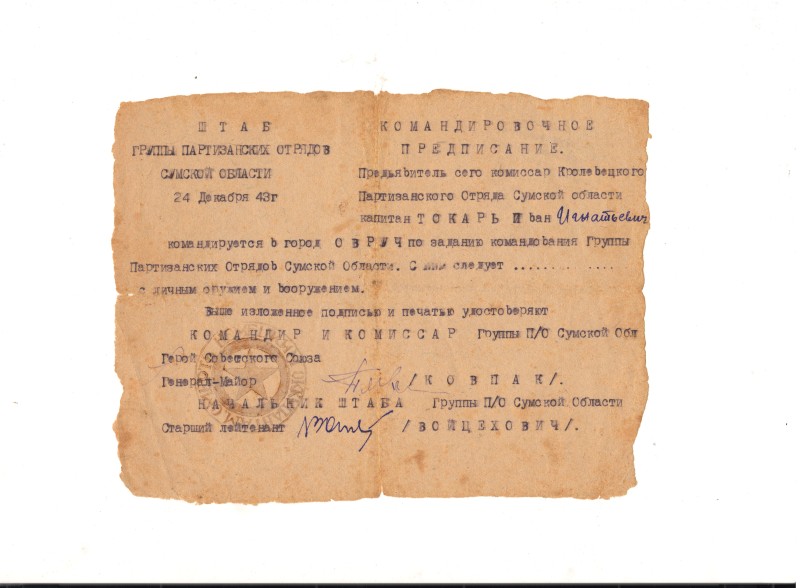 ШТАБ
ГРУППЫ ПАРТИЗАНСКИХ ОТРЯДОВ
СУМСКОЙ ОБЛАСТИ
24 Декабря 43г
КОМАНДИРОВОЧНОЕ
ПРЕДПИСАНИЕ.
Предъявитель сего комиссар Кролевецкого
Партизанского Отряда Сумской области
капитан ТОКАРЬ Иван Игнатьевич
командируется в город ОВРУЧ по заданию командования Группы
Партизанских Отрядов Сумской Области. С ним следует ..............
с личным оружием и вооружением.
Выше изложенное подписью и печатью удостоверяют
КОМАНДИР И КОМИССАР Группы П/О Сумской Обл
Герой Советского Союза
Генерал-Майор /КОВПАК/.
НАЧАЛЬНИК ШТАБА Группы П/О Сумской Области
Старший лейтенант /ВОЙЦЕХОВИЧ/.